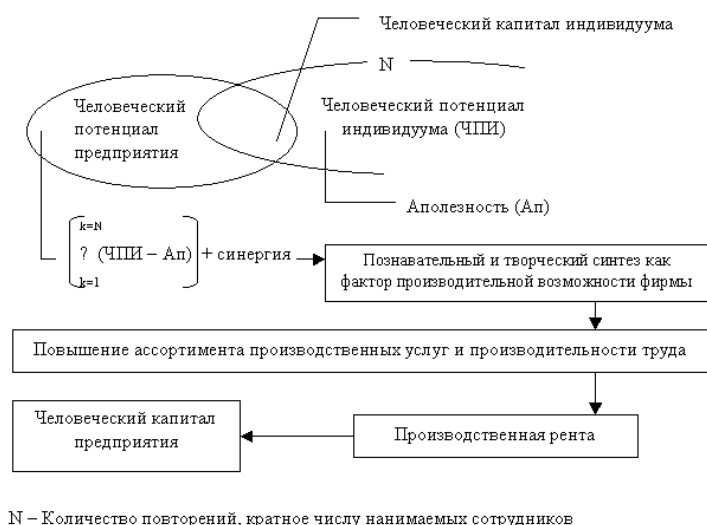 Человеческий капитал индивидуума
N
Человеческий
потенциал
предприятия
Человеческий потенциал
индивидуума (ЧПИ)
Аполезность (Ап)
k=N
? (ЧПИ – Ап) + синергия
k=1
Познавательный и творческий синтез как
фактор производительной возможности фирмы
Повышение ассортимента производственных услуг и производительности труда
Человеческий капитал
предприятия
Производственная рента
N – Количество повторений, кратное числу нанимаемых сотрудников